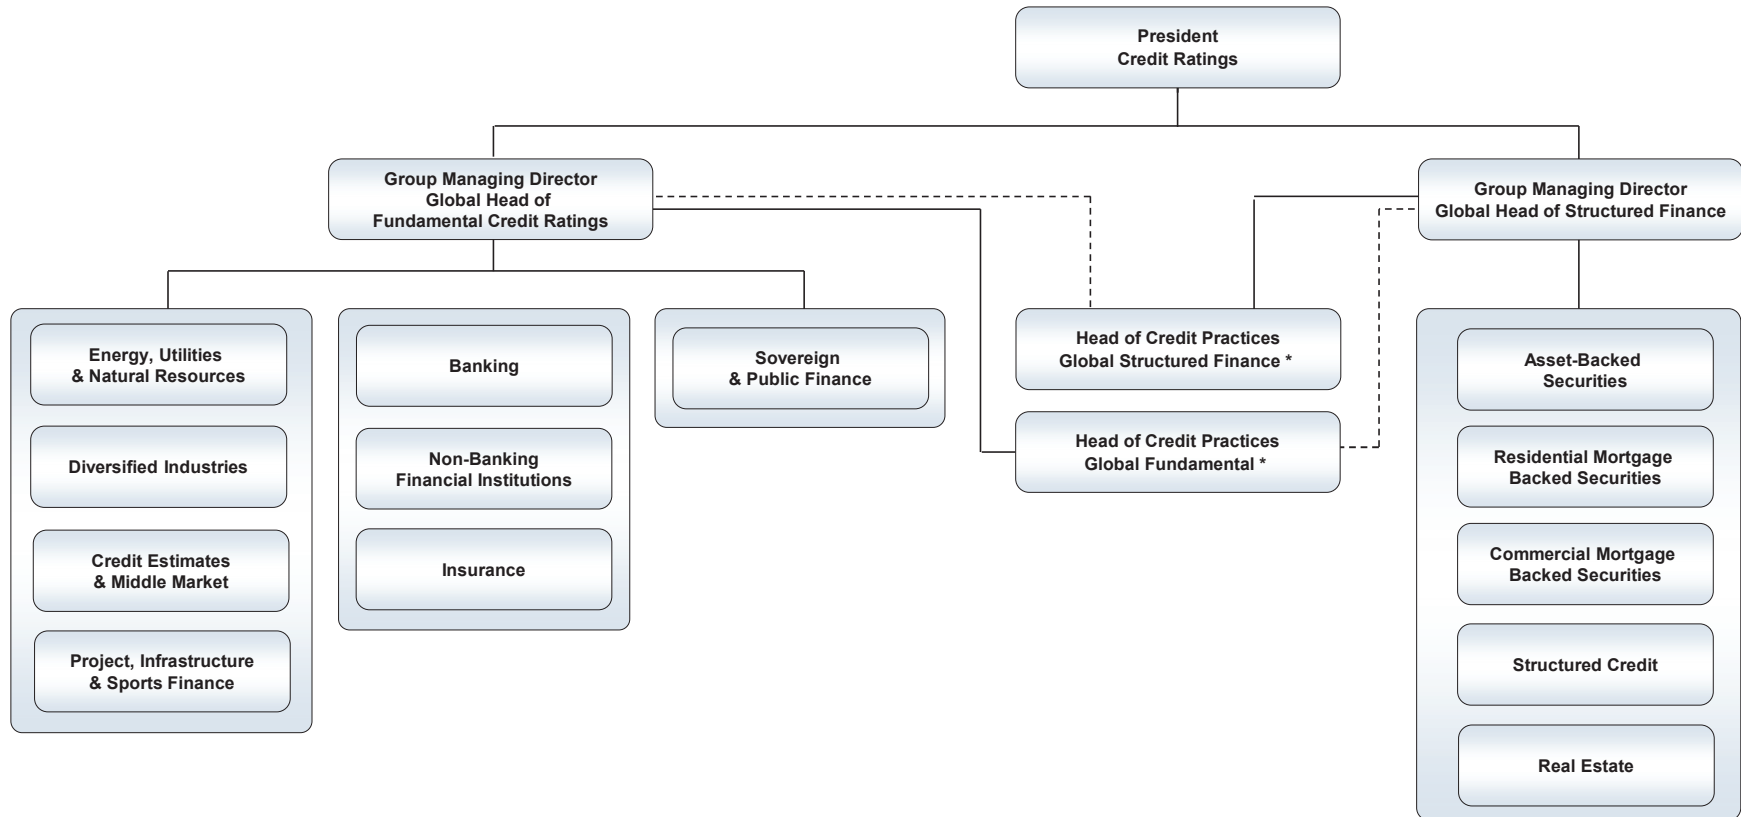 President
Credit Ratings
Group Managing Director
Global Head of
Fundamental Credit Ratings
Group Managing Director
Global Head of Structured Finance
Energy, Utilities
& Natural Resources
Diversified Industries
Credit Estimates
& Middle Market
Project, Infrastructure
& Sports Finance
Banking
Non-Banking
Financial Institutions
Insurance
Sovereign
& Public Finance
Head of Credit Practices
Global Structured Finance *
Head of Credit Practices
Global Fundamental *
Asset-Backed
Securities
Residential Mortgage
Backed Securities
Commercial Mortgage
Backed Securities
Structured Credit
Real Estate